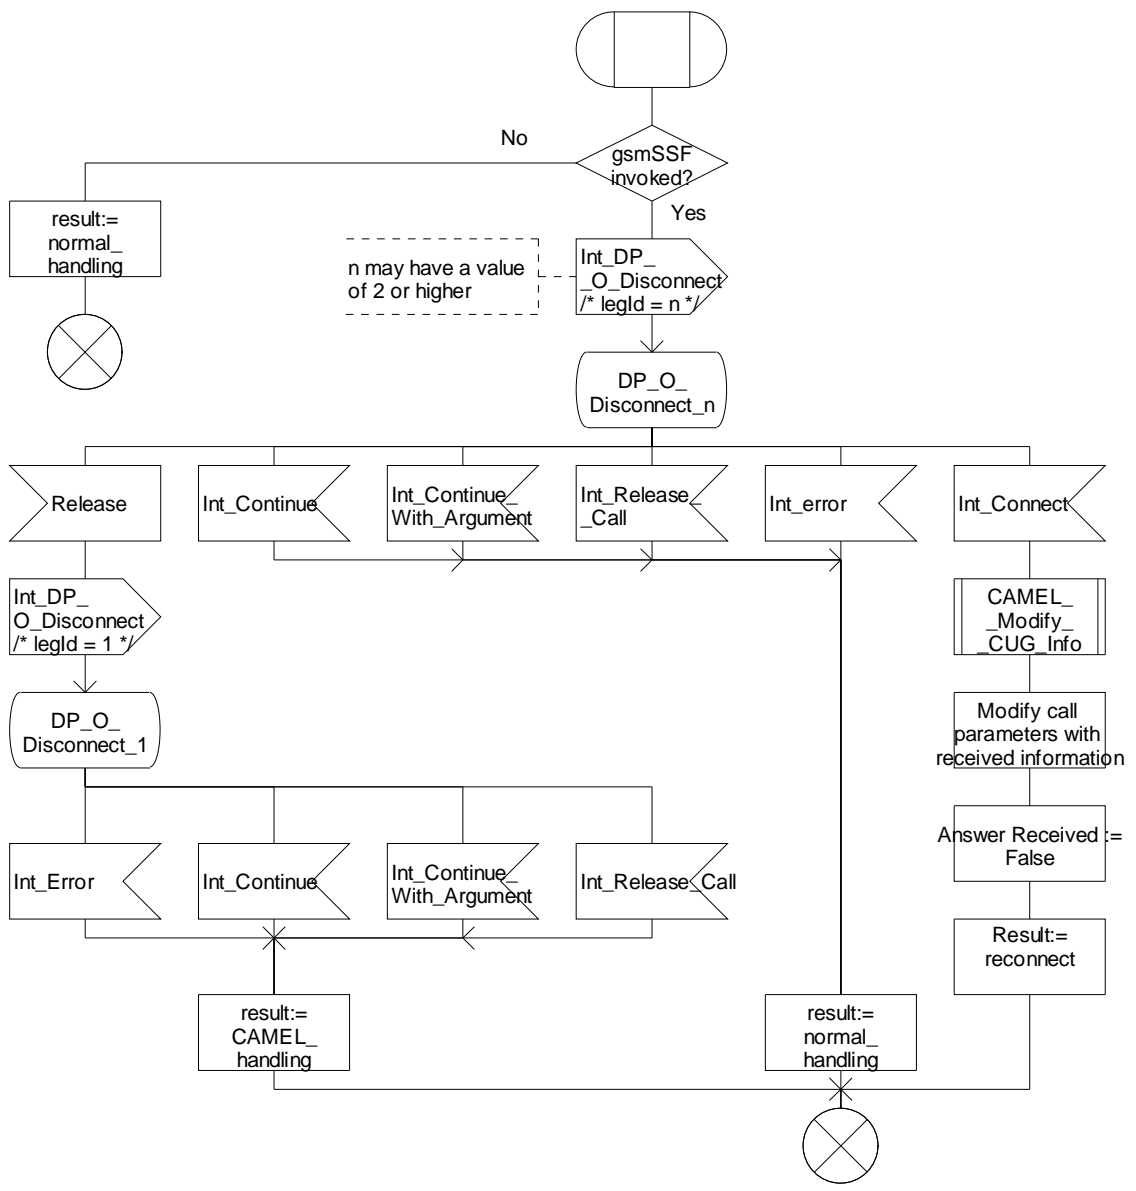 No
gsmSSF
invoked?
Yes
result:=
normal_
handling
n may have a value
of 2 or higher
Int_DP_
_O_Disconnect
/* legId = n */
DP_O_
Disconnect_n
Release
Int_Continue
Int_Continue_
With_Argument
Int_Release_
_Call
Int_error
Int_Connect
Int_DP_
O_Disconnect
/* legId = 1 */
CAMEL_
_Modify_
_CUG_Info
DP_O_
Disconnect_1
Modify call
parameters with
received information
Answer Received :=
False
Int_Error
Int_Continue
Int_Continue_
With_Argument
Int_Release_Call
Result:=
reconnect
result:=
CAMEL_
handling
result:=
normal_
handling